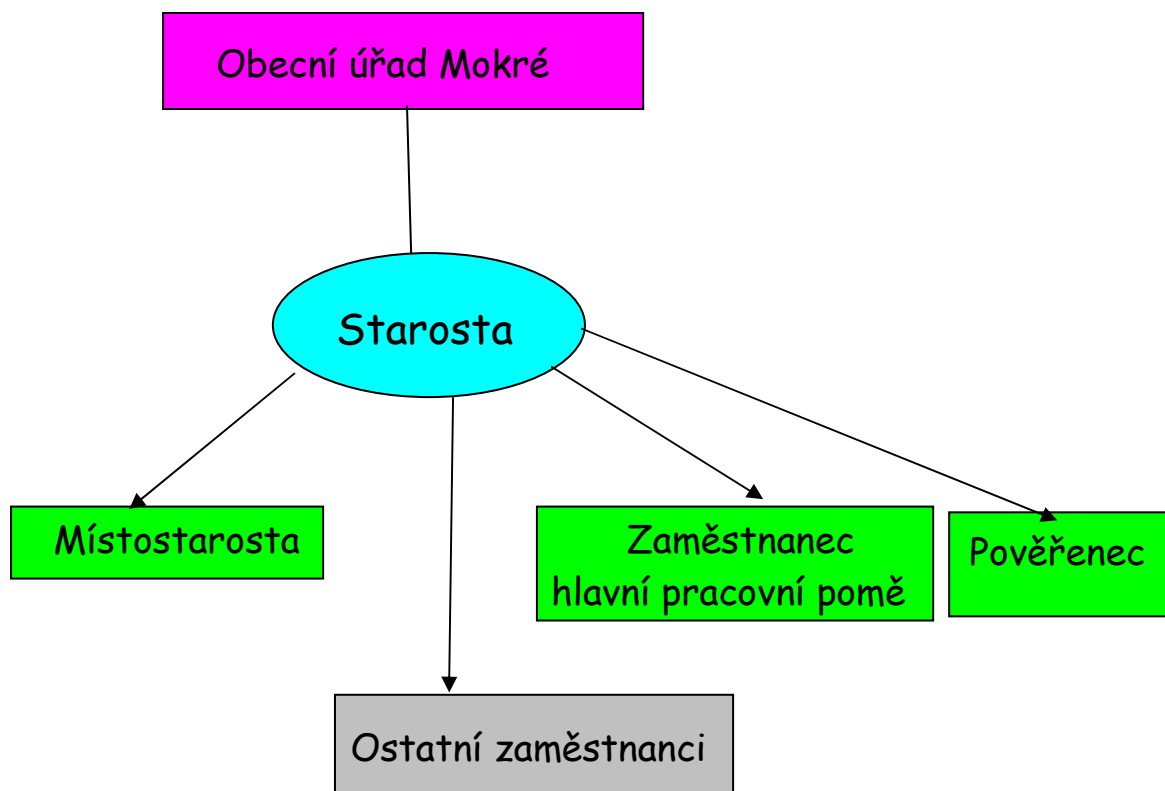 Obecní úřad Mokré
Starosta
Místostarosta
Zaměstnanec
hlavní pracovní pomě
Pověřenec
Ostatní zaměstnanci